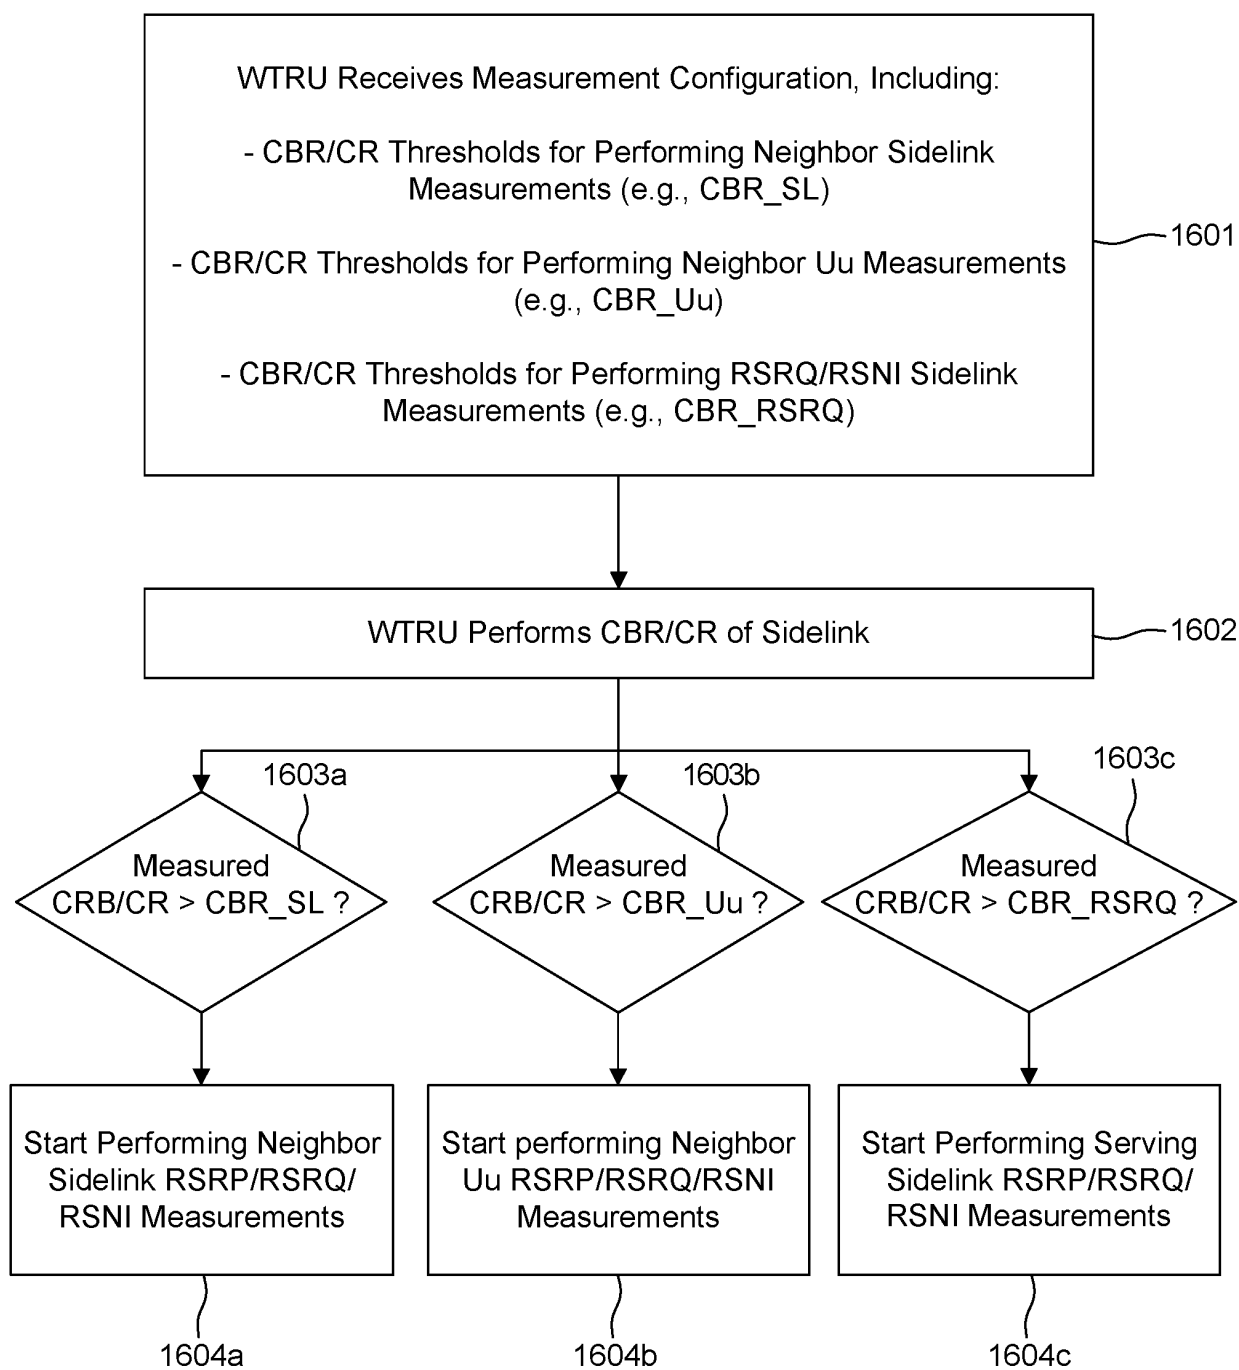 WTRU Receives Measurement Configuration, Including:
- CBR/CR Thresholds for Performing Neighbor Sidelink
Measurements (e.g., CBR_SL)
- CBR/CR Thresholds for Performing Neighbor Uu Measurements
(e.g., CBR_Uu)
- CBR/CR Thresholds for Performing RSRQ/RSNI Sidelink
Measurements (e.g., CBR_RSRQ)
1601
WTRU Performs CBR/CR of Sidelink
1602
1603a
Measured
CRB/CR > CBR_SL ?
1603b
Measured
CRB/CR > CBR_Uu ?
1603c
Measured
CRB/CR > CBR_RSRQ ?
Start Performing Neighbor
Sidelink RSRP/RSRQ/
RSNI Measurements
1604a
Start performing Neighbor
Uu RSRP/RSRQ/RSNI
Measurements
1604b
Start Performing Serving
Sidelink RSRP/RSRQ/
RSNI Measurements
1604c